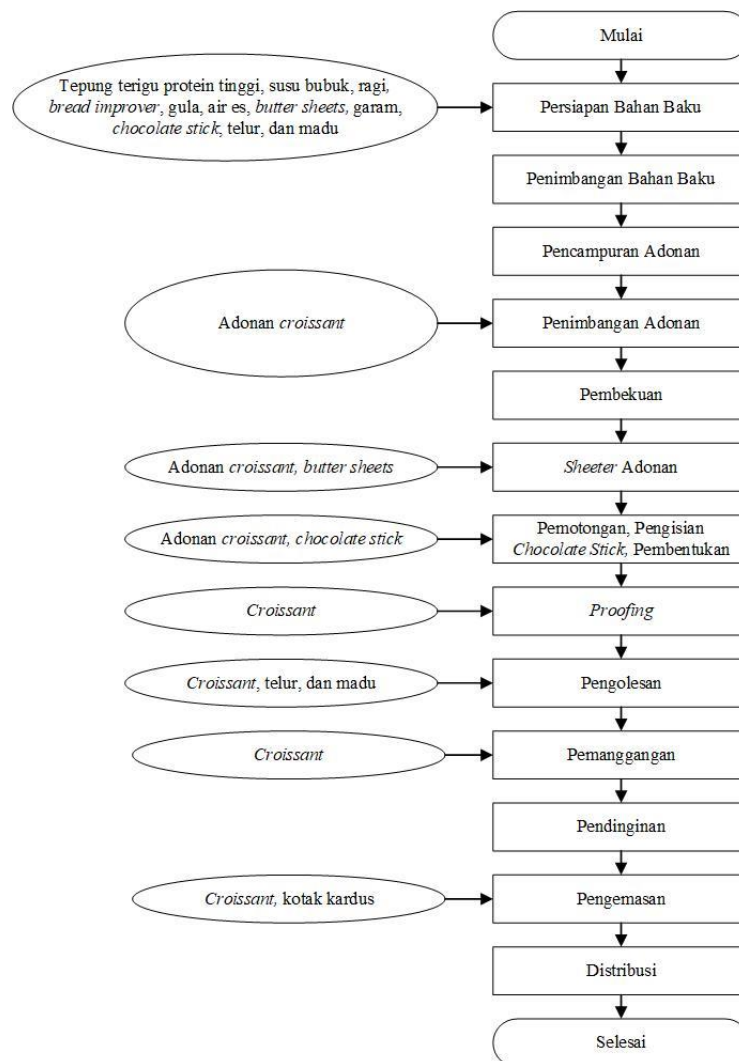 Mulai
Tepung terigu protein tinggi, susu bubuk, ragi,
bread improver, gula, air es, butter sheets, garam,
chocolate stick, telur, dan madu
Persiapan Bahan Baku
Penimbangan Bahan Baku
Pencampuran Adonan
Adonan croissant
Penimbangan Adonan
Pembekuan
Adonan croissant, butter sheets
Sheeter Adonan
Adonan croissant, chocolate stick
Pemotongan, Pengisian
Chocolate Stick, Pembentukan
Croissant
Proofing
Croissant, telur, dan madu
Pengolesan
Croissant
Pemanggangan
Pendinginan
Croissant, kotak kardus
Pengemasan
Distribusi
Selesai